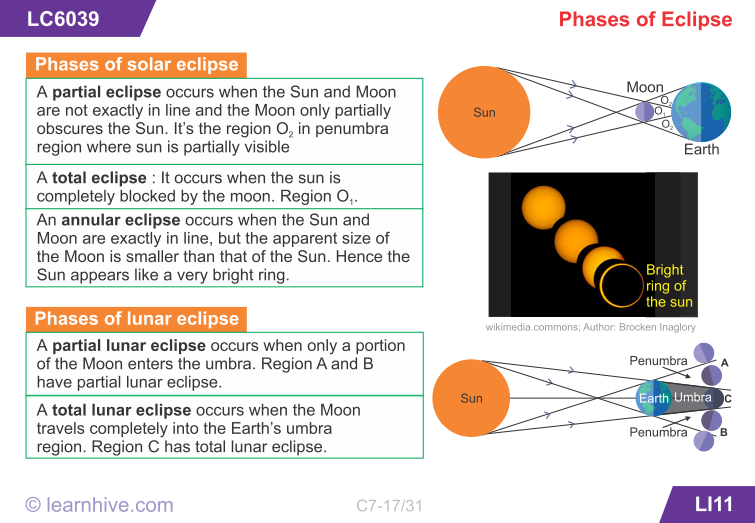 LC6039
Phases of Eclipse
Phases of solar eclipse
A partial eclipse occurs when the Sun and Moon
are not exactly in line and the Moon only partially
obscures the Sun. It's the region O2 in penumbra
region where sun is partially visible
A total eclipse : It occurs when the sun is
completely blocked by the moon. Region O1.
An annular eclipse occurs when the Sun and
Moon are exactly in line, but the apparent size of
the Moon is smaller than that of the Sun. Hence the
Sun appears like a very bright ring.
Sun
Moon
O2
O1
O2
Earth
Bright
ring of
the sun
wikimedia.commons; Author: Brocken Inaglory
Phases of lunar eclipse
A partial lunar eclipse occurs when only a portion
of the Moon enters the umbra. Region A and B
have partial lunar eclipse.
A total lunar eclipse occurs when the Moon
travels completely into the Earth's umbra
region. Region C has total lunar eclipse.
Penumbra
A
Sun
Earth
Umbra
C
Penumbra
B
© learnhive.com
C7-17/31
LI11